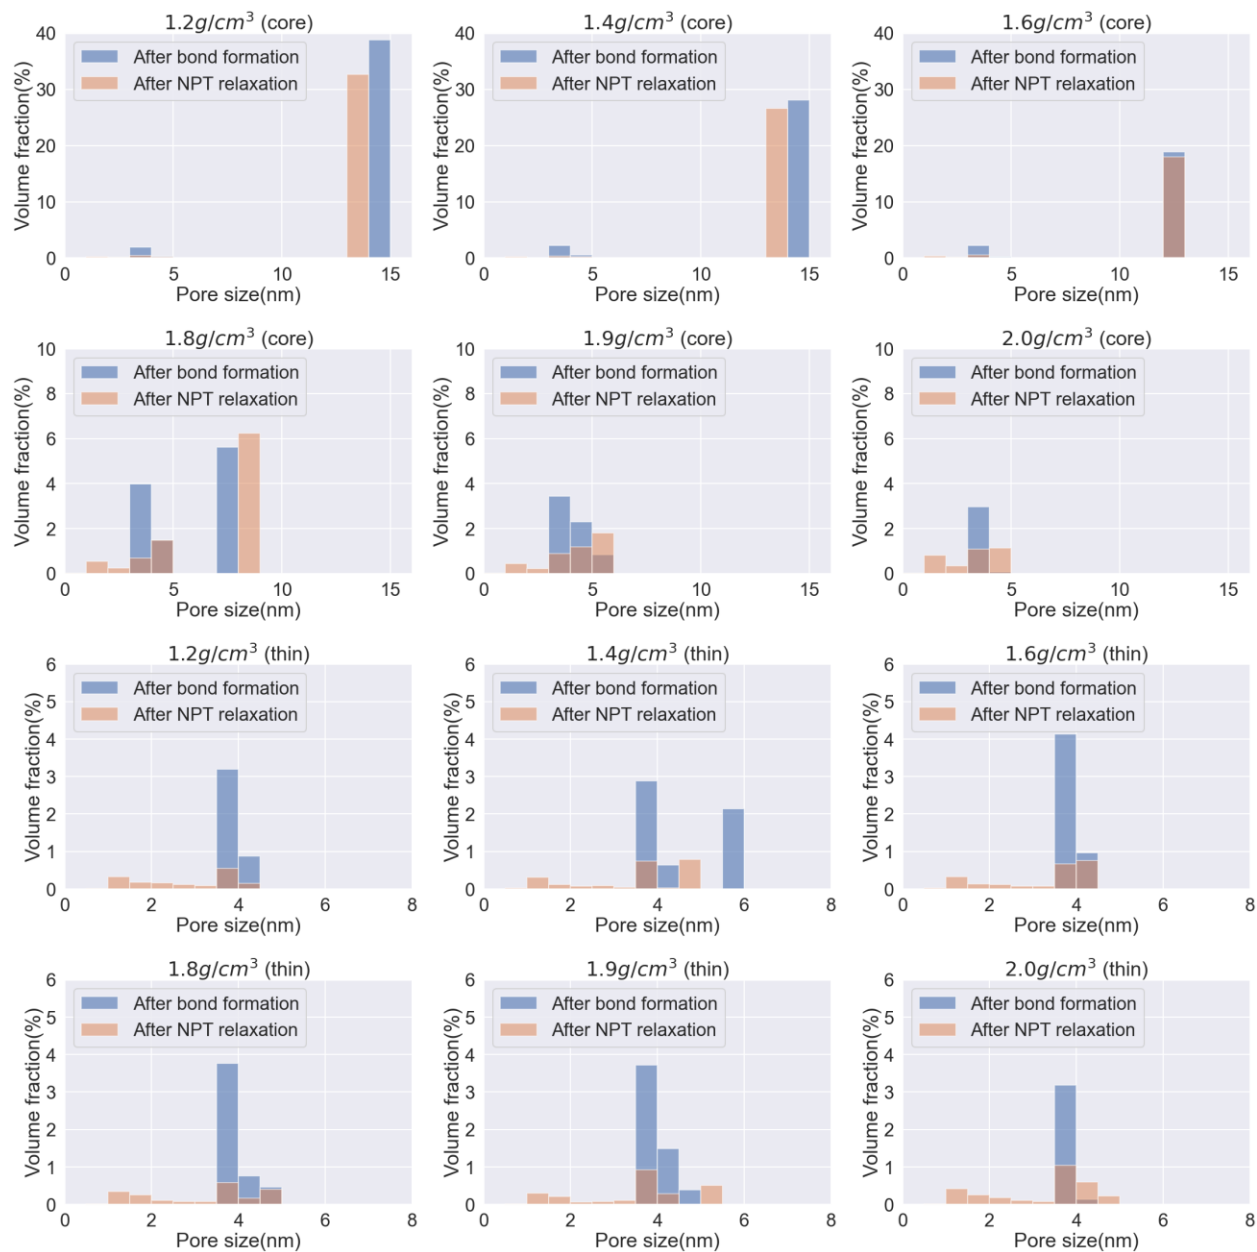 1.2g/cm³ (core)
40
30
20
10
0
Volume fraction(%)
After bond formation
After NPT relaxation
0 5 10 15
Pore size(nm)
1.4g/cm³ (core)
40
30
20
10
0
Volume fraction(%)
After bond formation
After NPT relaxation
0 5 10 15
Pore size(nm)
1.6g/cm³ (core)
40
30
20
10
0
Volume fraction(%)
After bond formation
After NPT relaxation
0 5 10 15
Pore size(nm)
1.8g/cm³ (core)
10
8
6
4
2
0
Volume fraction(%)
After bond formation
After NPT relaxation
0 5 10 15
Pore size(nm)
1.9g/cm³ (core)
10
8
6
4
2
0
Volume fraction(%)
After bond formation
After NPT relaxation
0 5 10 15
Pore size(nm)
2.0g/cm³ (core)
10
8
6
4
2
0
Volume fraction(%)
After bond formation
After NPT relaxation
0 5 10 15
Pore size(nm)
1.2g/cm³ (thin)
6
5
4
3
2
1
0
Volume fraction(%)
After bond formation
After NPT relaxation
0 2 4 6 8
Pore size(nm)
1.4g/cm³ (thin)
6
5
4
3
2
1
0
Volume fraction(%)
After bond formation
After NPT relaxation
0 2 4 6 8
Pore size(nm)
1.6g/cm³ (thin)
6
5
4
3
2
1
0
Volume fraction(%)
After bond formation
After NPT relaxation
0 2 4 6 8
Pore size(nm)
1.8g/cm³ (thin)
6
5
4
3
2
1
0
Volume fraction(%)
After bond formation
After NPT relaxation
0 2 4 6 8
Pore size(nm)
1.9g/cm³ (thin)
6
5
4
3
2
1
0
Volume fraction(%)
After bond formation
After NPT relaxation
0 2 4 6 8
Pore size(nm)
2.0g/cm³ (thin)
6
5
4
3
2
1
0
Volume fraction(%)
After bond formation
After NPT relaxation
0 2 4 6 8
Pore size(nm)